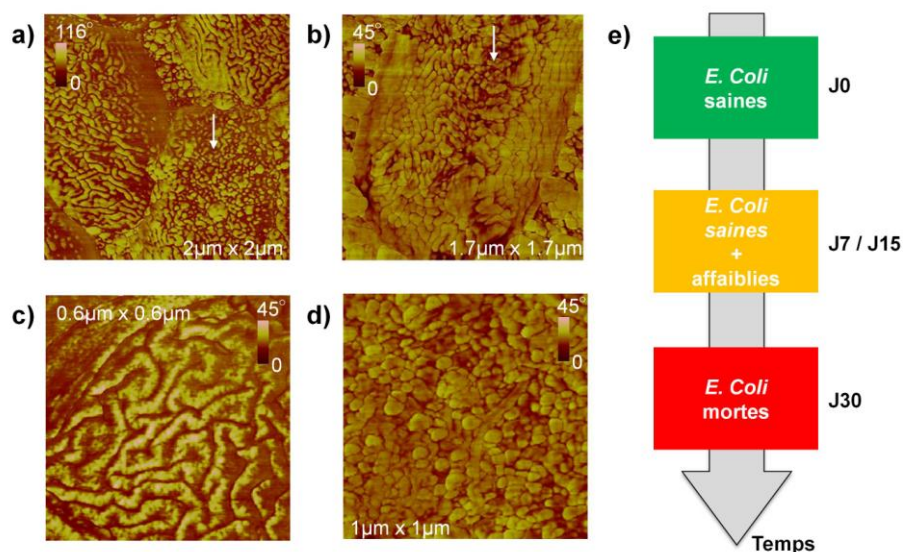 a)
116°
0
2µm x 2µm
b)
45°
0
1.7µm x 1.7µm
c)
0.6µm x 0.6µm
45°
0
d)
45°
0
1µm x 1µm
e)
E. Coli
saines
J0
E. Coli
saines
+
affaiblies
J7 / J15
E. Coli
mortes
J30
Temps